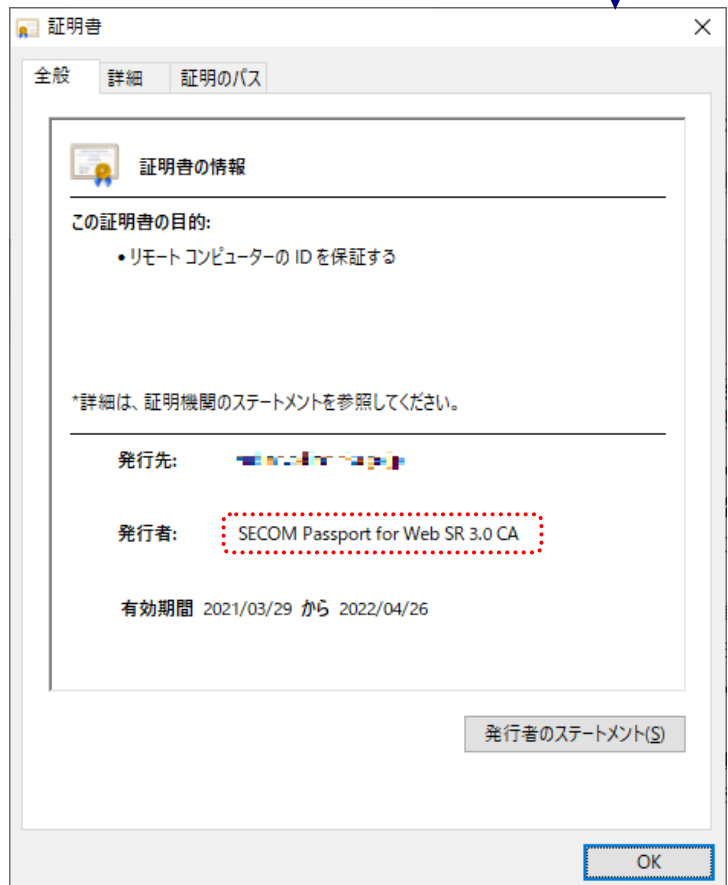 証明書
全般 詳細 証明のパス
証明書の情報
この証明書の目的:
• リモート コンピューターの ID を保証する
*詳細は、証明機関のステートメントを参照してください。
発行先:
発行者: SECOM Passport for Web SR 3.0 CA
有効期間 2021/03/29 から 2022/04/26
発行者のステートメント(S)
OK